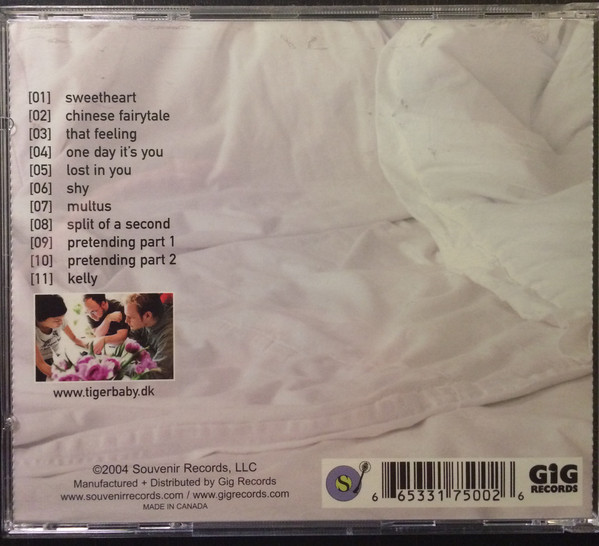 [01] sweetheart
[02] chinese fairytale
[03] that feeling
[04] one day it's you
[05] lost in you
[06] shy
[07] multus
[08] split of a second
[09] pretending part 1
[10] pretending part 2
[11] kelly
www.tigerbaby.dk
©2004 Souvenir Records, LLC
Manufactured + Distributed by Gig Records
www.souvenirrecords.com / www.gigrecords.com
MADE IN CANADA
S
6 65331 75002 6
GIG
RECORDS